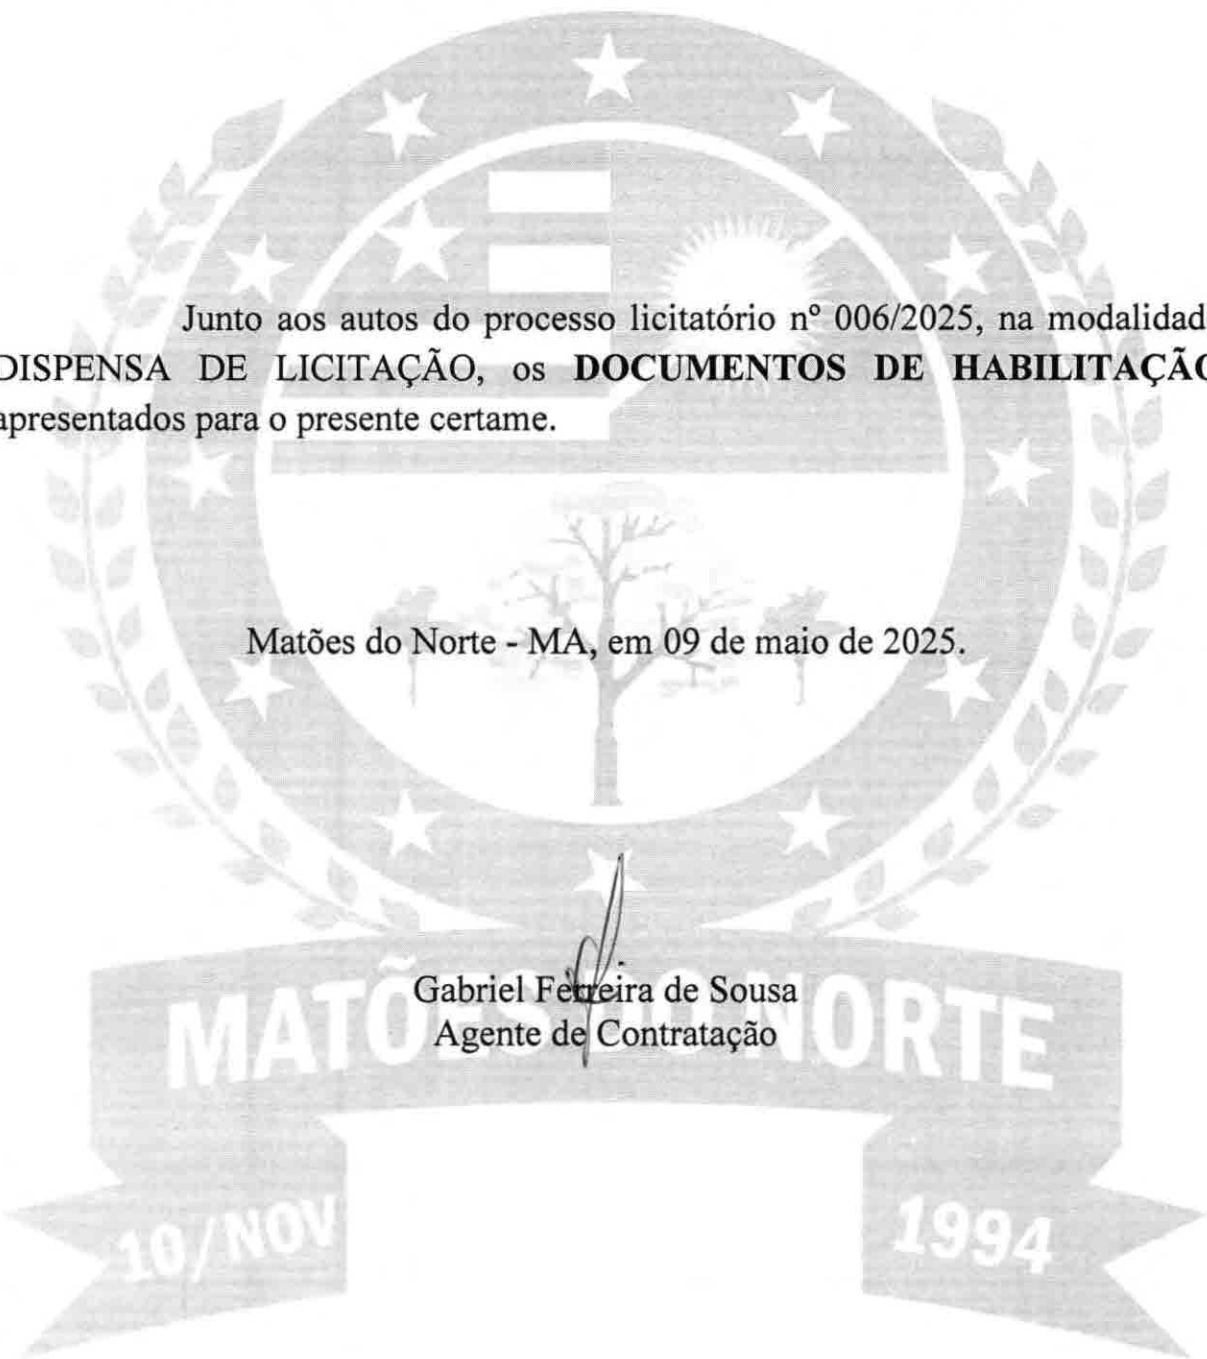 Junto aos autos do processo licitatório nº 006/2025, na modalidad
DISPENSA DE LICITAÇÃO, os DOCUMENTOS DE HABILITAÇÃO
apresentados para o presente certame.
Matões do Norte - MA, em 09 de maio de 2025.
Gabriel Ferreira de Sousa
Agente de Contratação
MATÕES DO NORTE
10/NOV
1994